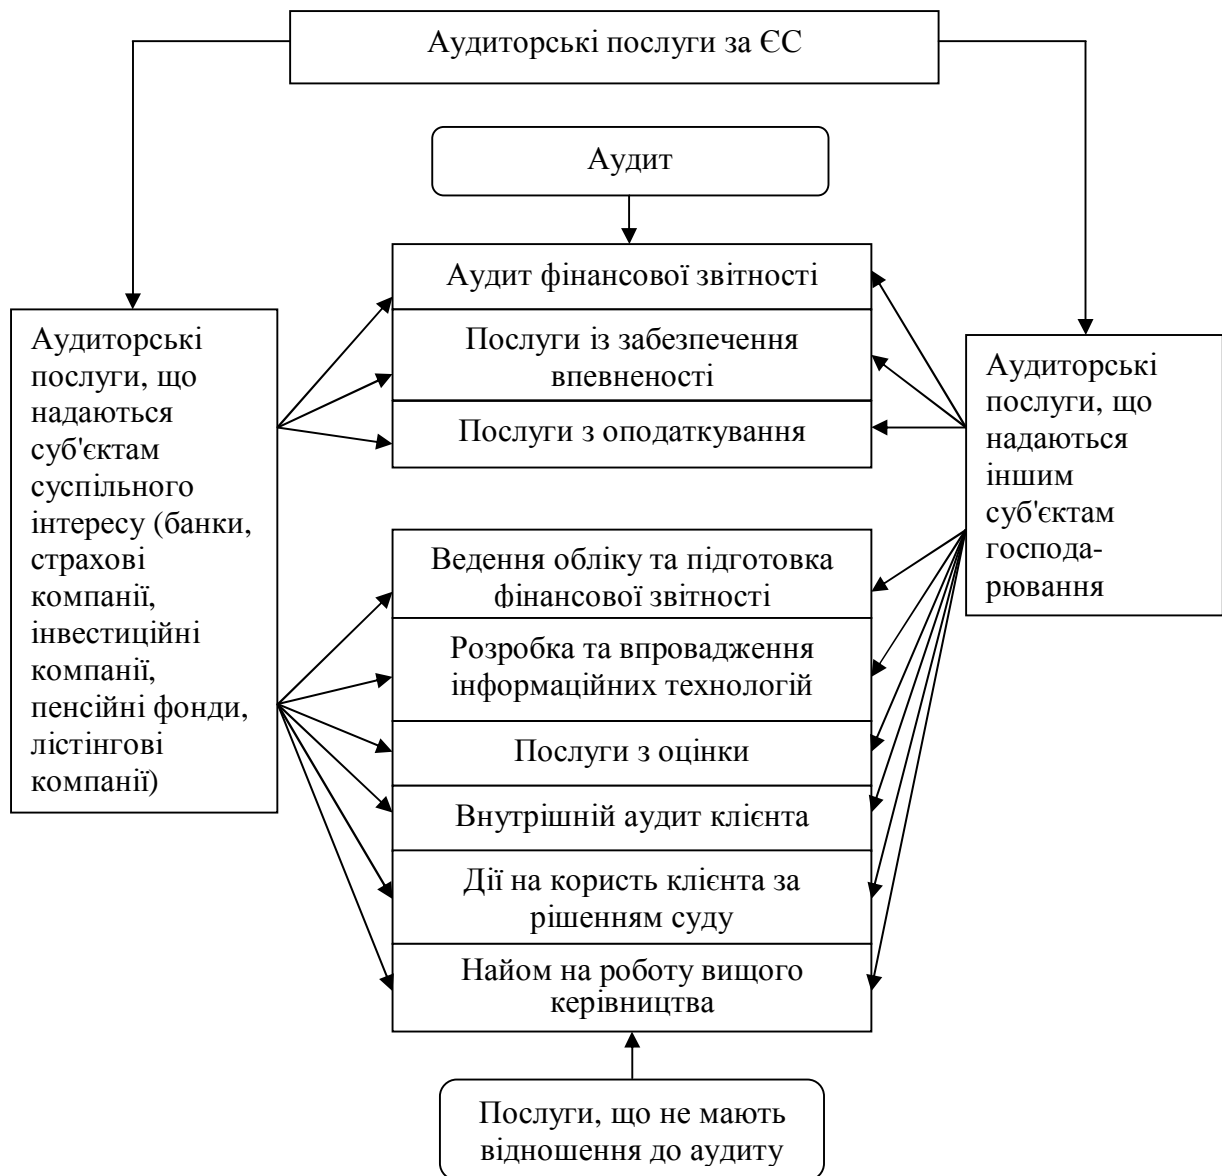 Аудиторські послуги за ЄС
Аудит
Аудит фінансової звітності
Послуги із забезпечення
впевненості
Послуги з оподаткування
Аудиторські
послуги, що
надаються
суб'єктам
суспільного
інтересу (банки,
страхові
компанії,
інвестиційні
компанії,
пенсійні фонди,
лістінгові
компанії)
Аудиторські
послуги, що
надаються
іншим
суб'єктам
господа-
рювання
Ведення обліку та підготовка
фінансової звітності
Розробка та впровадження
інформаційних технологій
Послуги з оцінки
Внутрішній аудит клієнта
Дії на користь клієнта за
рішенням суду
Найом на роботу вищого
керівництва
Послуги, що не мають
відношення до аудиту